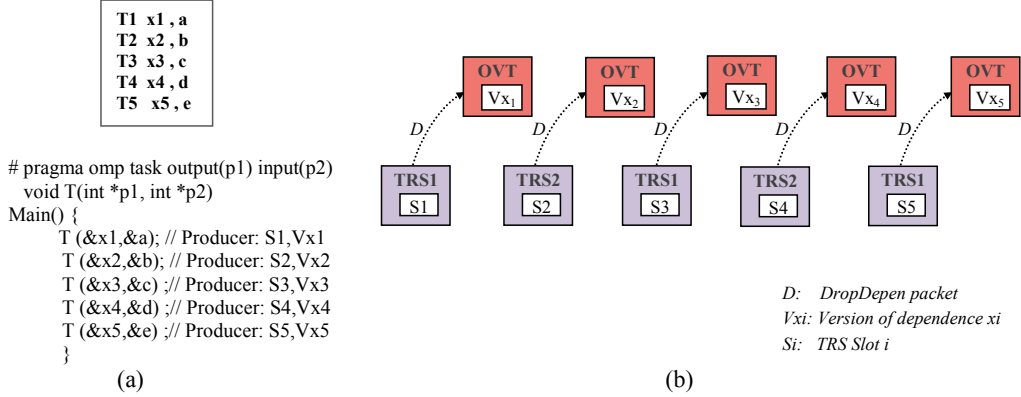 T1 x1 , a
T2 x2 , b
T3 x3 , c
T4 x4 , d
T5 x5 , e
# pragma omp task output(p1) input(p2)
void T(int *p1, int *p2)
Main() {
T (&x1,&a); // Producer: S1,Vx1
T (&x2,&b); // Producer: S2,Vx2
T (&x3,&c) ;// Producer: S3,Vx3
T (&x4,&d) ;// Producer: S4,Vx4
T (&x5,&e) ;// Producer: S5,Vx5
}
(a)
OVT OVT OVT OVT OVT
Vx1 Vx2 Vx3 Vx4 Vx5
D D D D D
TRS1 TRS2 TRS1 TRS2 TRS1
S1 S2 S3 S4 S5
D: DropDepen packet
Vxi: Version of dependence xi
Si: TRS Slot i
(b)